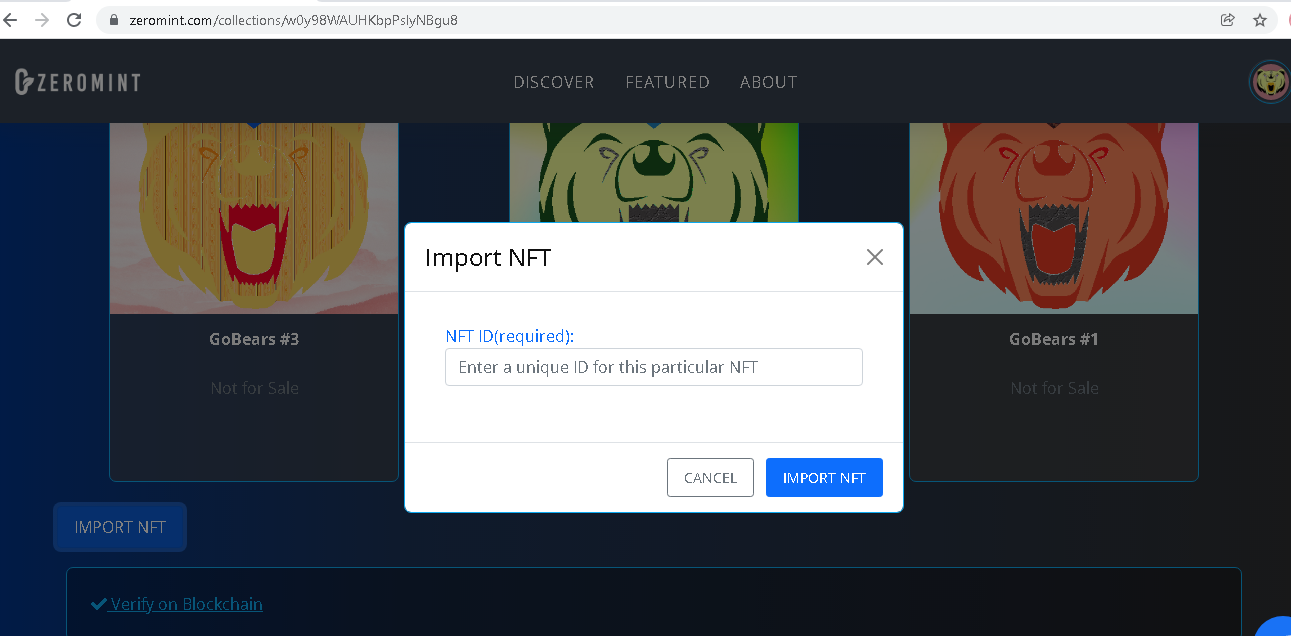 zeromint.com/collections/w0y98WAUHKbpPslyNBgu8
ZEROMINT
DISCOVER
FEATURED
ABOUT
Import NFT
NFT ID(required):
Enter a unique ID for this particular NFT
CANCEL
IMPORT NFT
GoBears #3
GoBears #1
Not for Sale
Not for Sale
IMPORT NFT
Verify on Blockchain